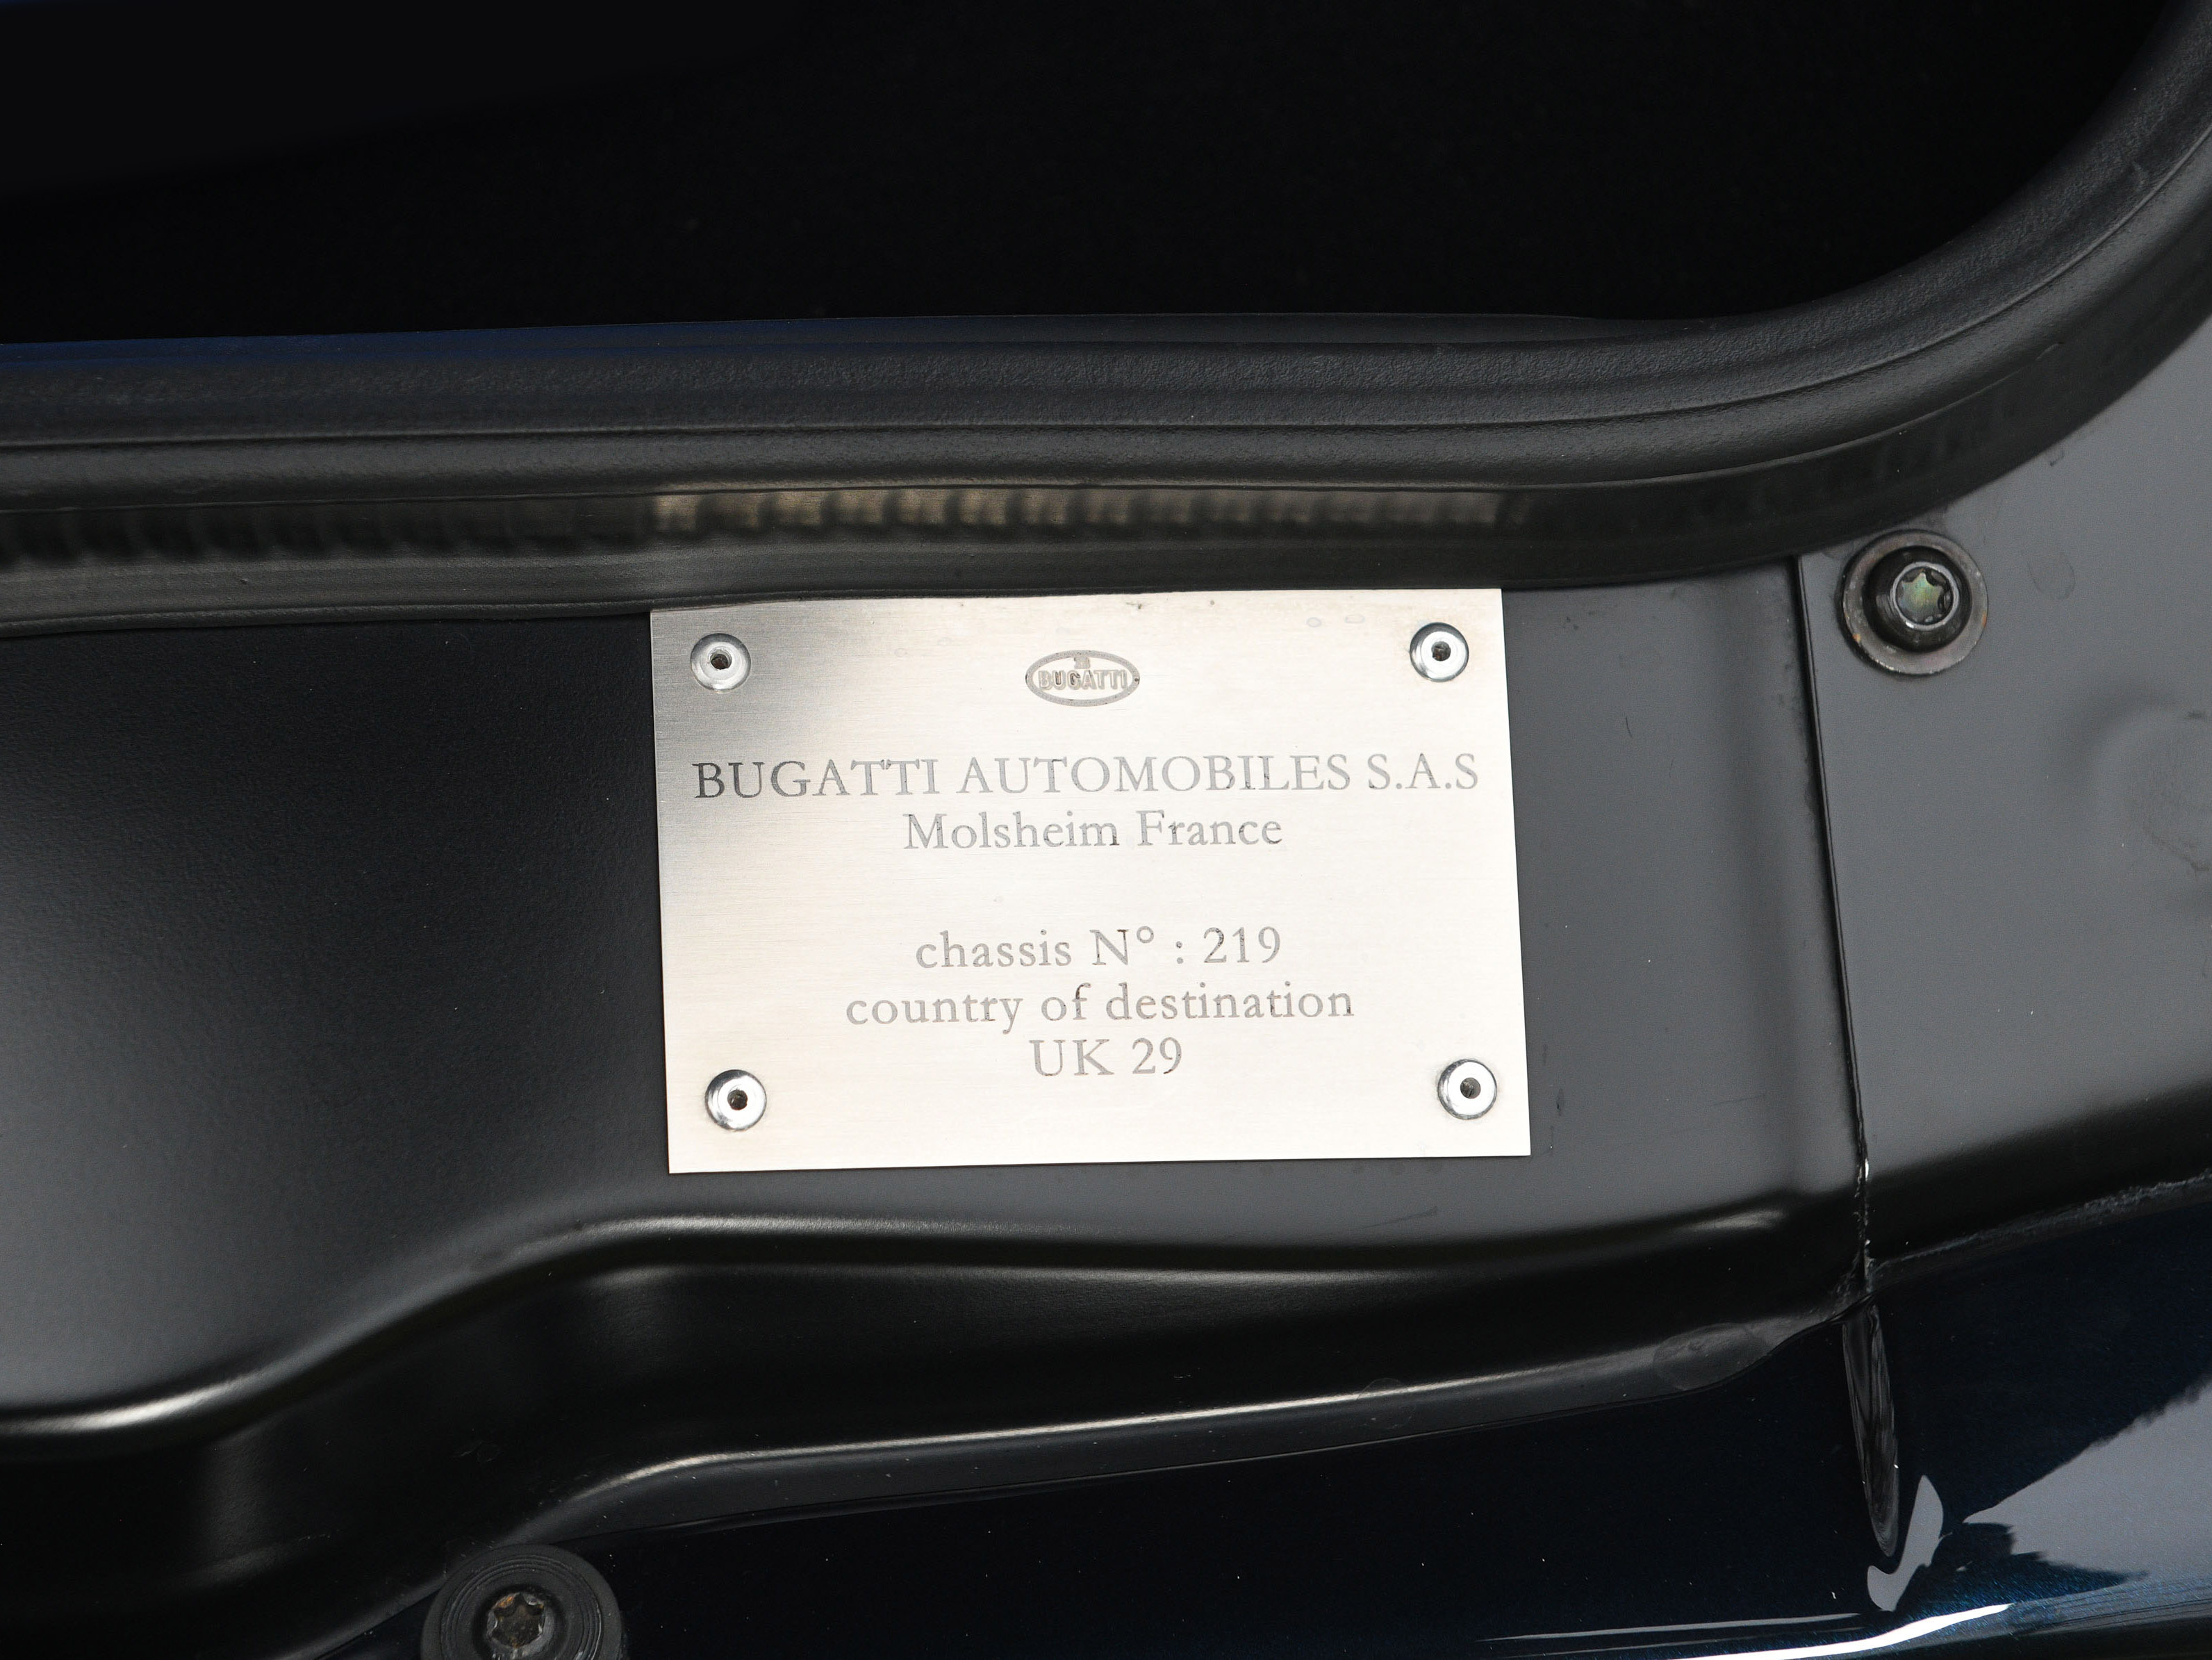 BUGATTI
BUGATTI AUTOMOBILES S.A.S
Molsheim France
chassis N° : 219
country of destination
UK 29